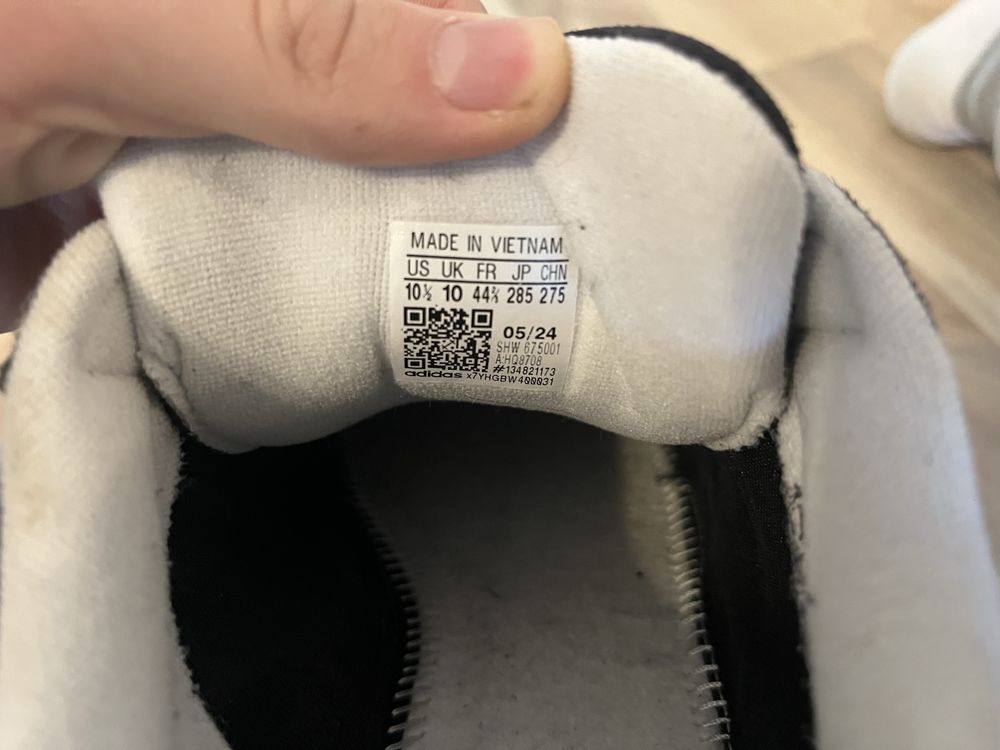 MADE IN VIETNAM
US UK FR JP CHN
10½ 10 44⅔ 285 275
05/24
SHW 675001
A:HQ8708
#134821173
adidas x7YHGBW400031